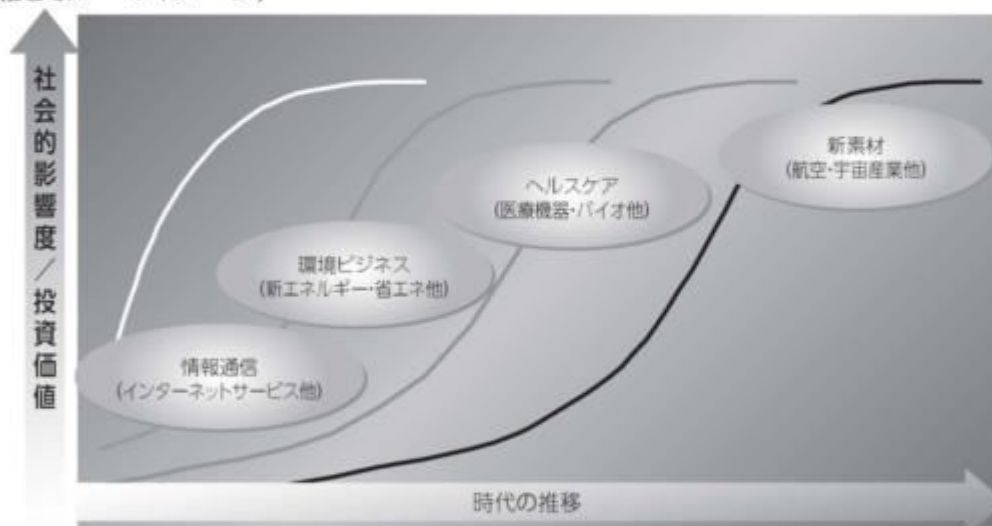 社会的影響度／投資価値
新素材
(航空・宇宙産業他)
ヘルスケア
(医療機器・バイオ他)
環境ビジネス
(新エネルギー・省エネ他)
情報通信
(インターネットサービス他)
時代の推移